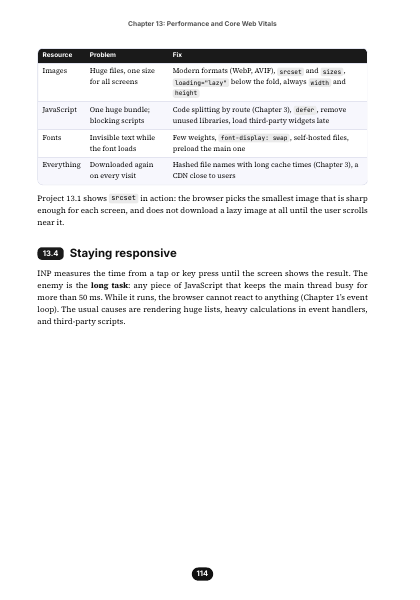 Chapter 13: Performance and Core Web Vitals
Resource Problem Fix
Images Huge files, one size Modern formats (WebP, AVIF), srcset and sizes,
for all screens loading="lazy" below the fold, always width and
height
JavaScript One huge bundle; Code splitting by route (Chapter 3), defer, remove
blocking scripts unused libraries, load third-party widgets late
Fonts Invisible text while Few weights, font-display: swap, self-hosted files,
the font loads preload the main one
Everything Downloaded again Hashed file names with long cache times (Chapter 3), a
on every visit CDN close to users
Project 13.1 shows srcset in action: the browser picks the smallest image that is sharp
enough for each screen, and does not download a lazy image at all until the user scrolls
near it.
13.4 Staying responsive
INP measures the time from a tap or key press until the screen shows the result. The
enemy is the long task: any piece of JavaScript that keeps the main thread busy for
more than 50 ms. While it runs, the browser cannot react to anything (Chapter 1's event
loop). The usual causes are rendering huge lists, heavy calculations in event handlers,
and third-party scripts.
114